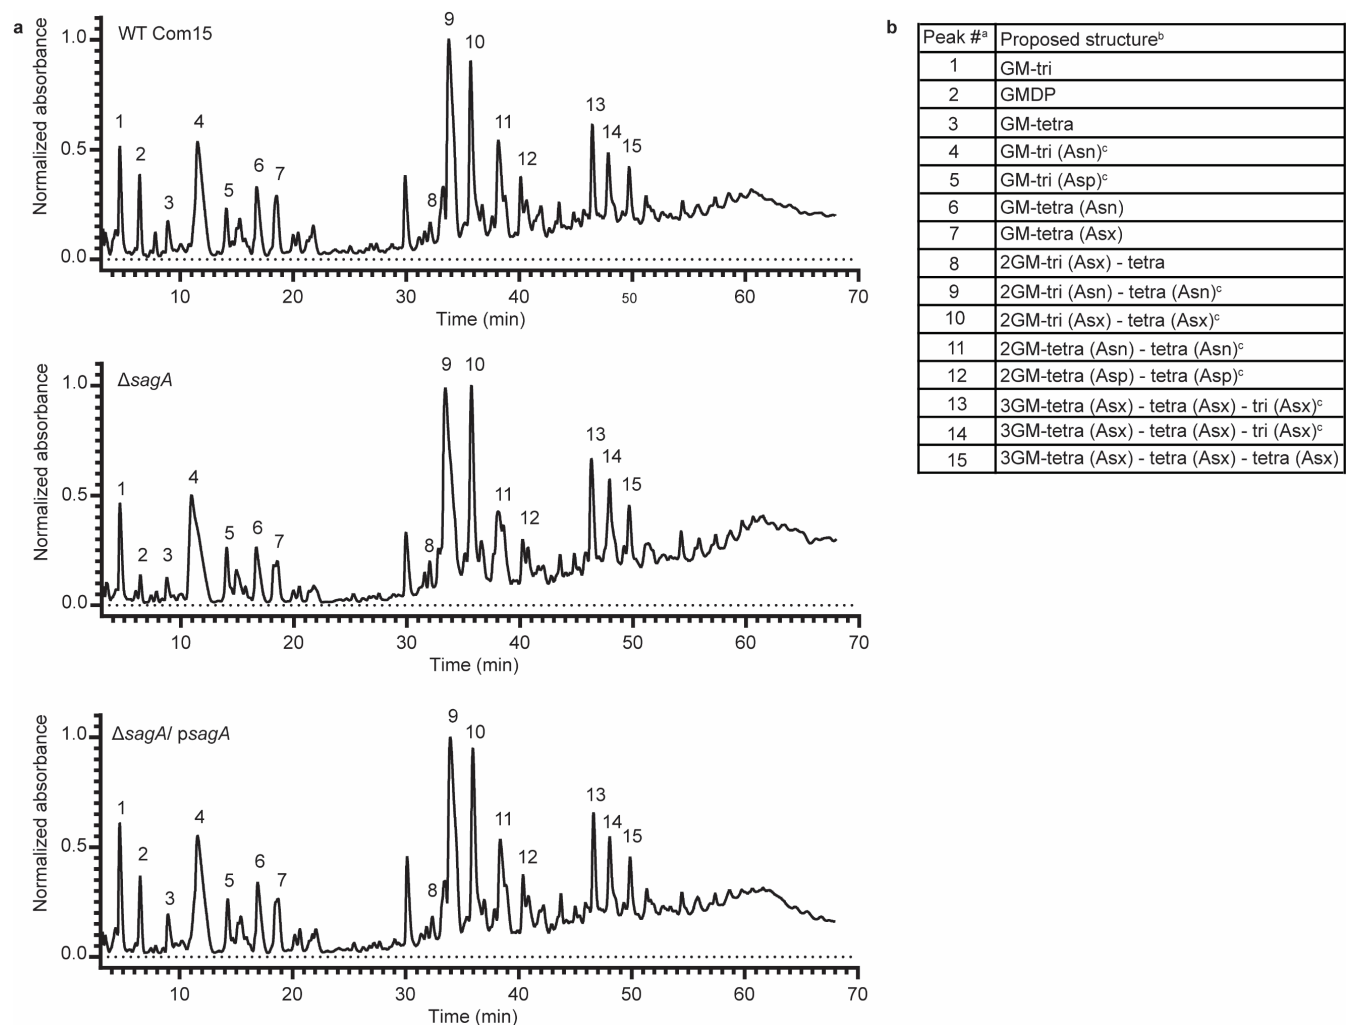 a
WT Com15
Normalized absorbance
1.0
0.5
0.0
1
2
3
4
5
6
7
8
9
10
11
12
13
14
15
10
20
30
40
50
60
70
Time (min)
ΔsagA
Normalized absorbance
1.0
0.5
0.0
1
2
3
4
5
6
7
8
9
10
11
12
13
14
15
10
20
30
40
50
60
70
Time (min)
ΔsagA/ psagA
Normalized absorbance
1.0
0.5
0.0
1
2
3
4
5
6
7
8
9
10
11
12
13
14
15
10
20
30
40
50
60
70
Time (min)
b
Peak #ᵃ Proposed structureᵇ
1 GM-tri
2 GMDP
3 GM-tetra
4 GM-tri (Asn)ᶜ
5 GM-tri (Asp)ᶜ
6 GM-tetra (Asn)
7 GM-tetra (Asx)
8 2GM-tri (Asx) - tetra
9 2GM-tri (Asn) - tetra (Asn)ᶜ
10 2GM-tri (Asx) - tetra (Asx)ᶜ
11 2GM-tetra (Asn) - tetra (Asn)ᶜ
12 2GM-tetra (Asp) - tetra (Asp)ᶜ
13 3GM-tetra (Asx) - tetra (Asx) - tri (Asx)ᶜ
14 3GM-tetra (Asx) - tetra (Asx) - tri (Asx)ᶜ
15 3GM-tetra (Asx) - tetra (Asx) - tetra (Asx)